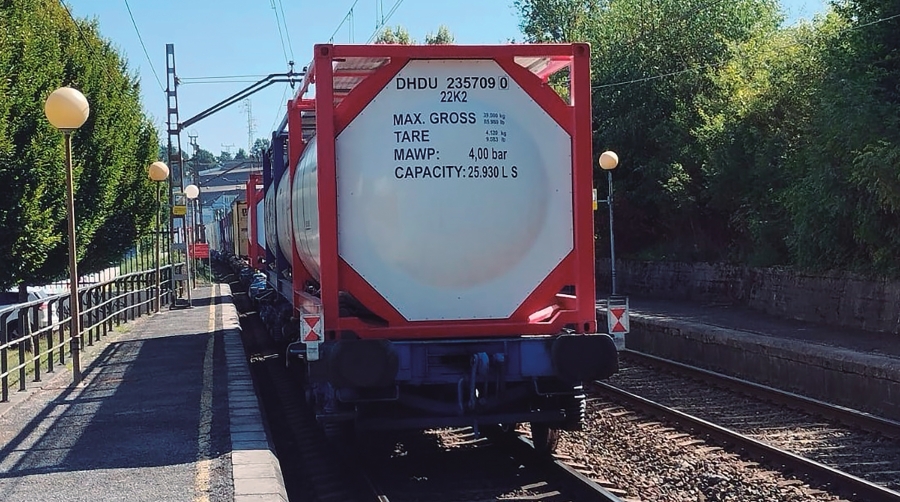 DHDU 235709 0
22K2
MAX. GROSS
TARE
MAWP: 4,00 bar
CAPACITY: 25.930 L S